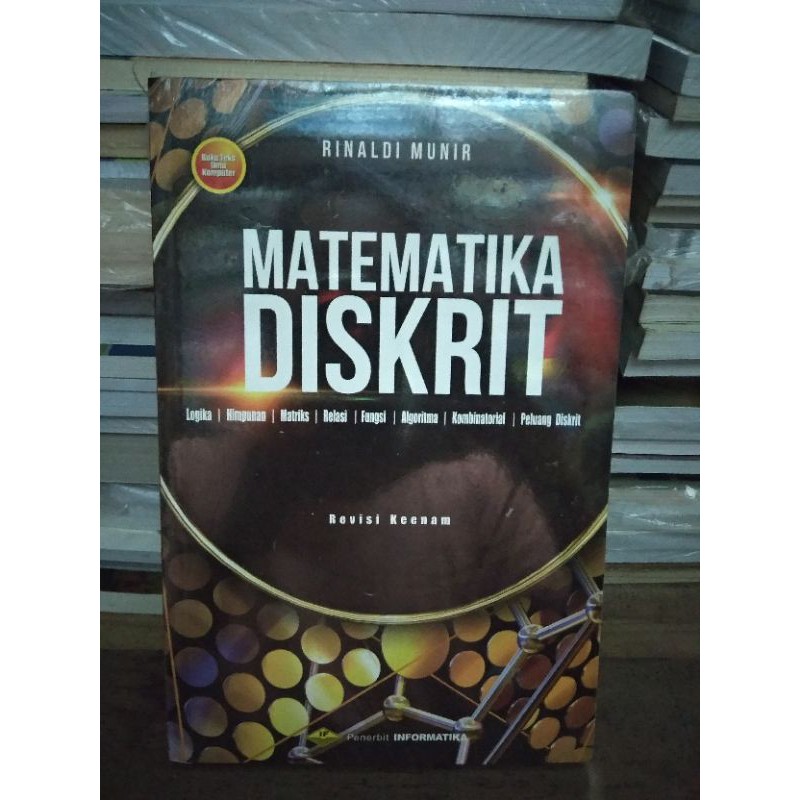 RINALDI MUNIR
Buku Teks
Ilmu
Komputer
MATEMATIKA
DISKRIT
Logika | Himpunan | Matriks | Relasi | Fungsi | Algoritma | Kombinatorial | Peluang Diskrit
Revisi Keenam
IF Penerbit INFORMATIKA